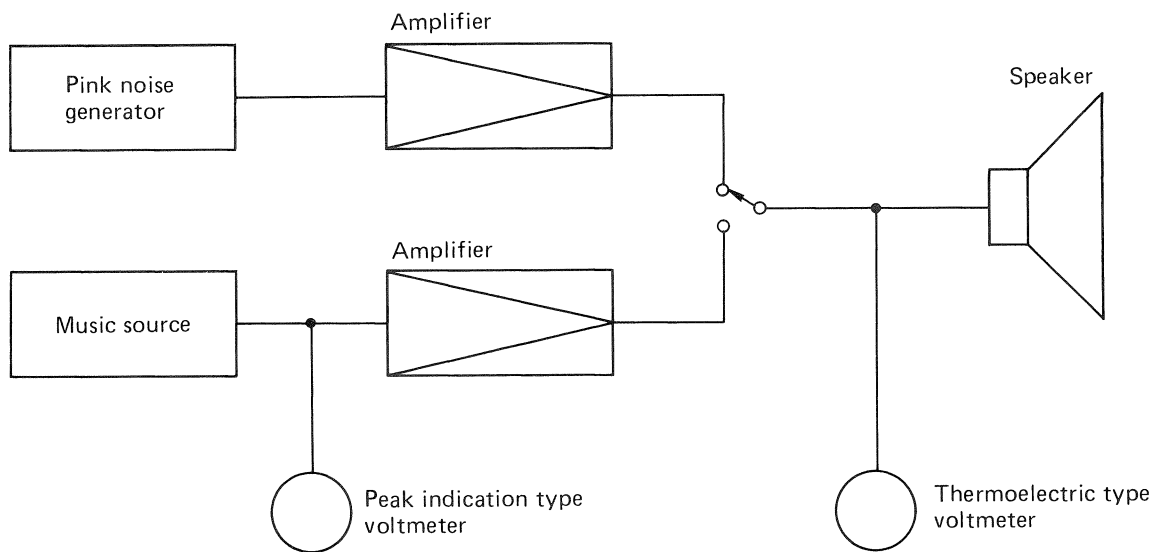 Amplifier
Pink noise
generator
Speaker
Amplifier
Music source
Peak indication type
voltmeter
Thermoelectric type
voltmeter